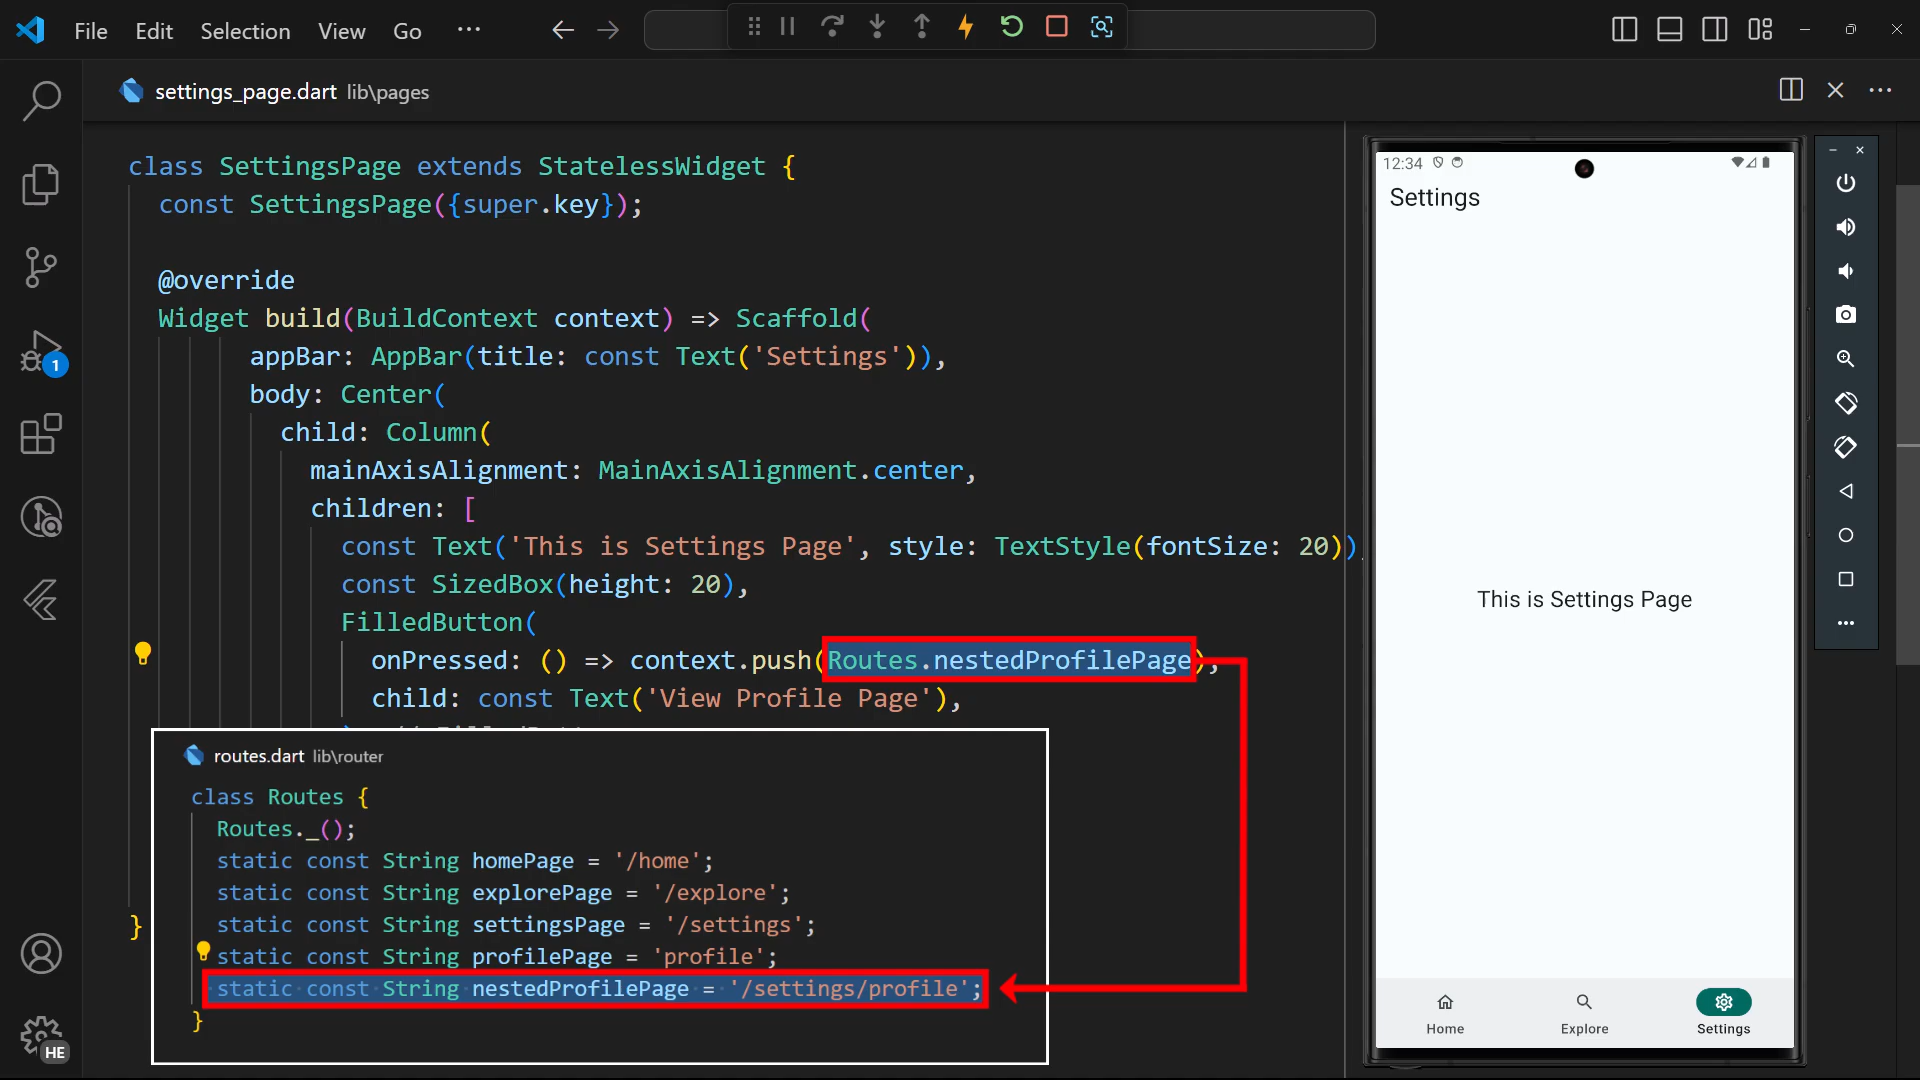 File Edit Selection View Go ...
settings_page.dart lib\pages
class SettingsPage extends StatelessWidget {
const SettingsPage({super.key});
@override
Widget build(BuildContext context) => Scaffold(
appBar: AppBar(title: const Text('Settings')),
body: Center(
child: Column(
mainAxisAlignment: MainAxisAlignment.center,
children: [
const Text('This is Settings Page', style: TextStyle(fontSize: 20)),
const SizedBox(height: 20),
FilledButton(
onPressed: () => context.push(Routes.nestedProfilePage),
child: const Text('View Profile Page'),
}
1
HE
routes.dart lib\router
class Routes {
Routes._();
static const String homePage = '/home';
static const String explorePage = '/explore';
static const String settingsPage = '/settings';
static const String profilePage = 'profile';
static const String nestedProfilePage = '/settings/profile';
}
12:34
Settings
This is Settings Page
Home Explore Settings